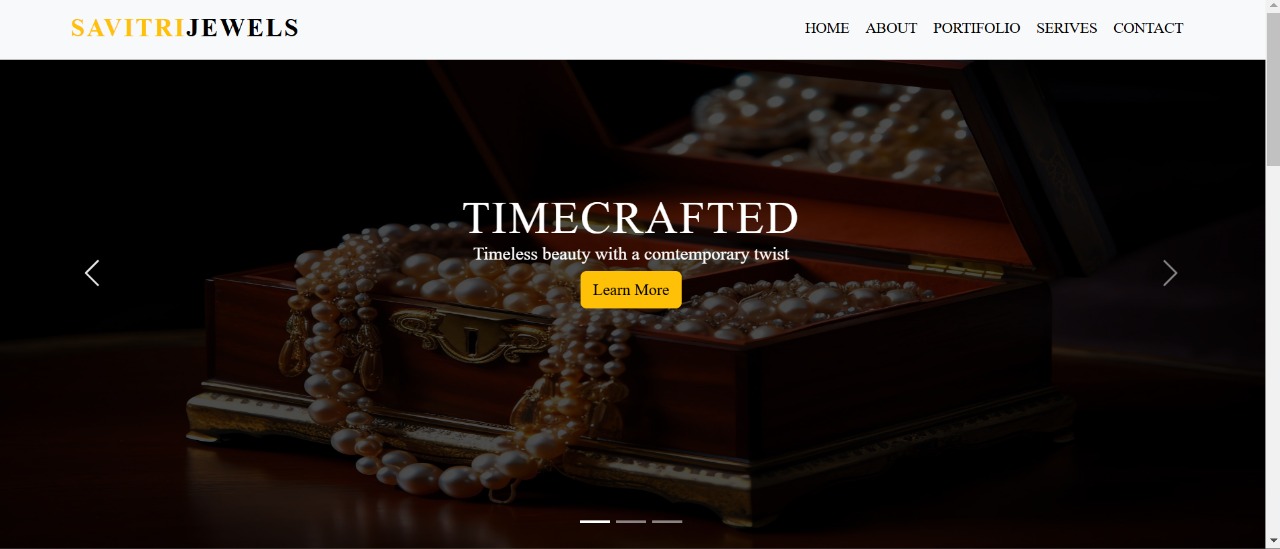 SAVITRIJEWELS
HOME ABOUT PORTIFOLIO SERIVES CONTACT
TIMECRAFTED
Timeless beauty with a comtemporary twist
Learn More